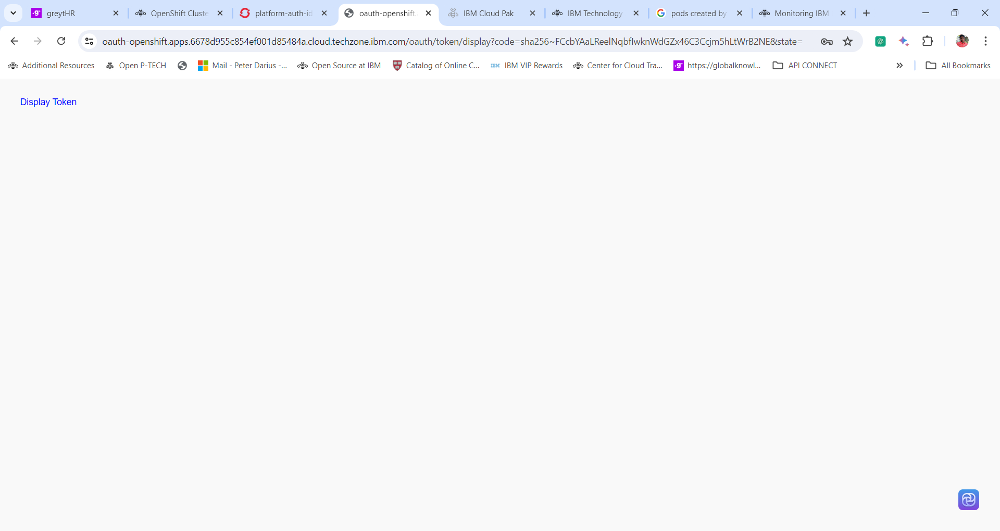 greytHR
OpenShift Cluste
platform-auth-id
oauth-openshift.
IBM Cloud Pak
IBM Technology
pods created by
Monitoring IBM
oauth-openshift.apps.6678d955c854ef001d85484a.cloud.techzone.ibm.com/oauth/token/display?code=sha256~FCcbYAaLReelNqbfIwknWdGZx46C3Ccjm5hLtWrB2NE&state=
Additional Resources
Open P-TECH
Mail - Peter Darius -...
Open Source at IBM
Catalog of Online C...
IBM VIP Rewards
Center for Cloud Tra...
https://globalknowl...
API CONNECT
All Bookmarks
Display Token